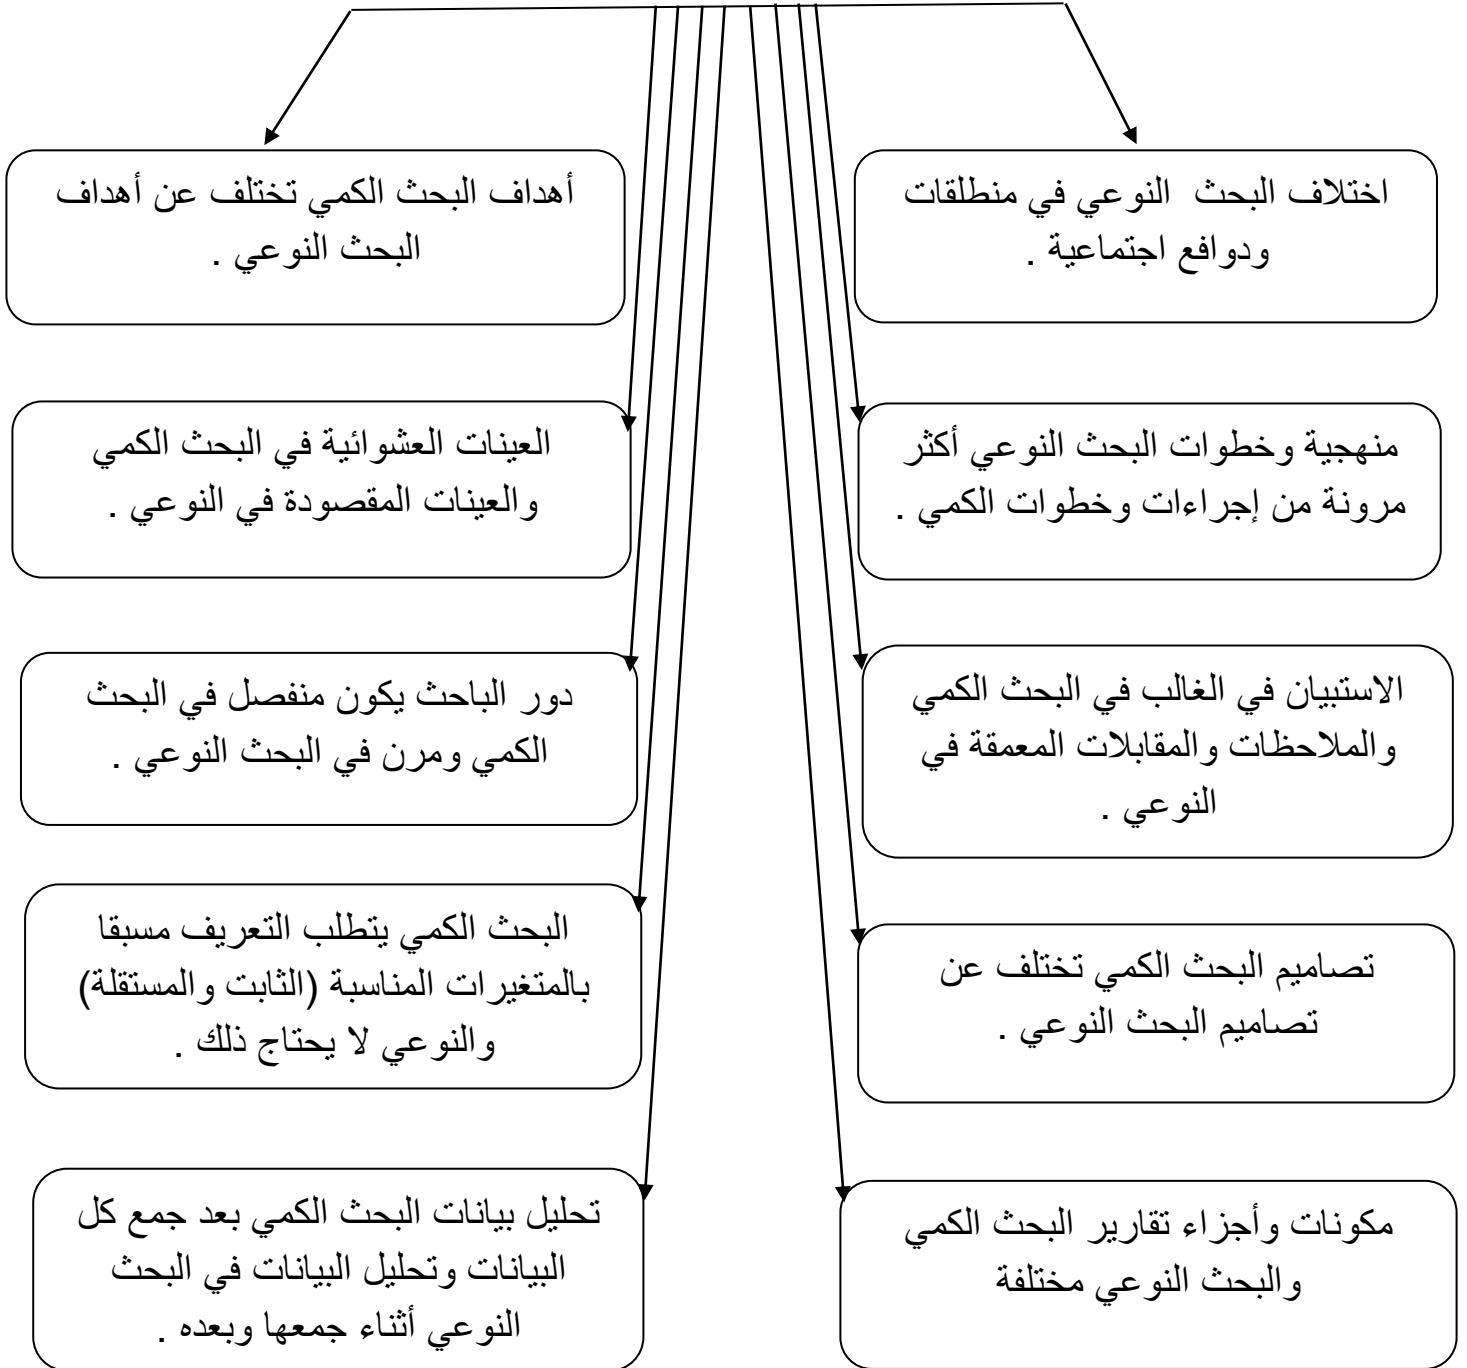 اختلاف البحث النوعي في منطلقات
ودوافع اجتماعية .
أهداف البحث الكمي تختلف عن أهداف
البحث النوعي .
منهجية وخطوات البحث النوعي أكثر
مرونة من إجراءات وخطوات الكمي .
العينات العشوائية في البحث الكمي
والعينات المقصودة في النوعي .
الاستبيان في الغالب في البحث الكمي
والملاحظات والمقابلات المعمقة في
النوعي .
دور الباحث يكون منفصل في البحث
الكمي ومرن في البحث النوعي .
تصاميم البحث الكمي تختلف عن
تصاميم البحث النوعي .
البحث الكمي يتطلب التعريف مسبقا
بالمتغيرات المناسبة (الثابت والمستقلة)
والنوعي لا يحتاج ذلك .
مكونات وأجزاء تقارير البحث الكمي
والبحث النوعي مختلفة
تحليل بيانات البحث الكمي بعد جمع كل
البيانات وتحليل البيانات في البحث
النوعي أثناء جمعها وبعده .